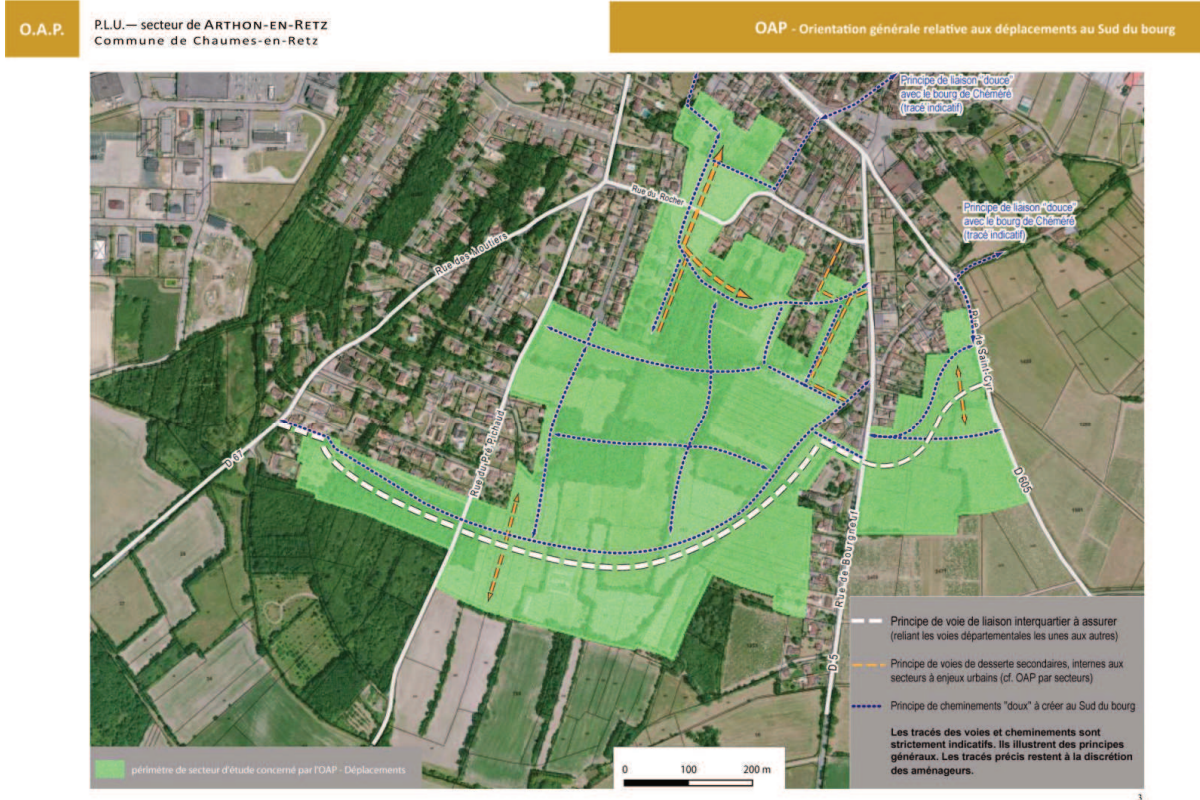 O.A.P.
P.L.U.— secteur de ARTHON-EN-RETZ
Commune de Chaumes-en-Retz
OAP - Orientation générale relative aux déplacements au Sud du bourg
Principe de liaison "douce"
avec le bourg de Chéméré
(tracé indicatif)
Rue du Rocher
Principe de liaison "douce"
avec le bourg de Chéméré
(tracé indicatif)
Rue des Moutiers
Rue de Saint-Cyr
Rue du Pré Pichaud
D 67
D 605
Rue de Bourgneuf
D 5
Principe de voie de liaison interquartier à assurer
(reliant les voies départementales les unes aux autres)
Principe de voies de desserte secondaires, internes aux
secteurs à enjeux urbains (cf. OAP par secteurs)
Principe de cheminements "doux" à créer au Sud du bourg
Les tracés des voies et cheminements sont
strictement indicatifs. Ils illustrent des principes
généraux. Les tracés précis restent à la discrétion
des aménageurs.
périmètre de secteur d'étude concerné par l'OAP - Déplacements
0 100 200 m
3